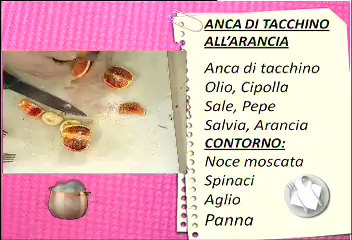 ANCA DI TACCHINO
ALL'ARANCIA
Anca di tacchino
Olio, Cipolla
Sale, Pepe
Salvia, Arancia
CONTORNO:
Noce moscata
Spinaci
Aglio
Panna